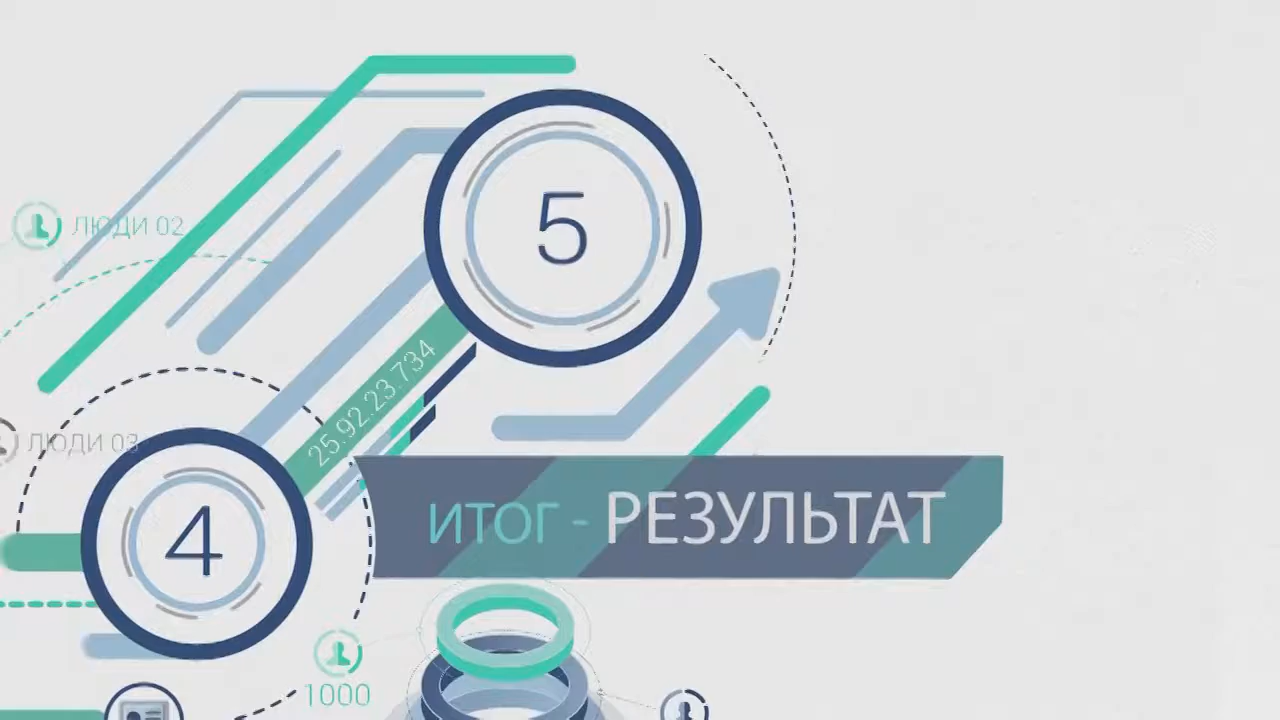 5
ЛЮДИ 02
25.92.23.734
ЛЮДИ 03
4
ИТОГ - РЕЗУЛЬТАТ
1000